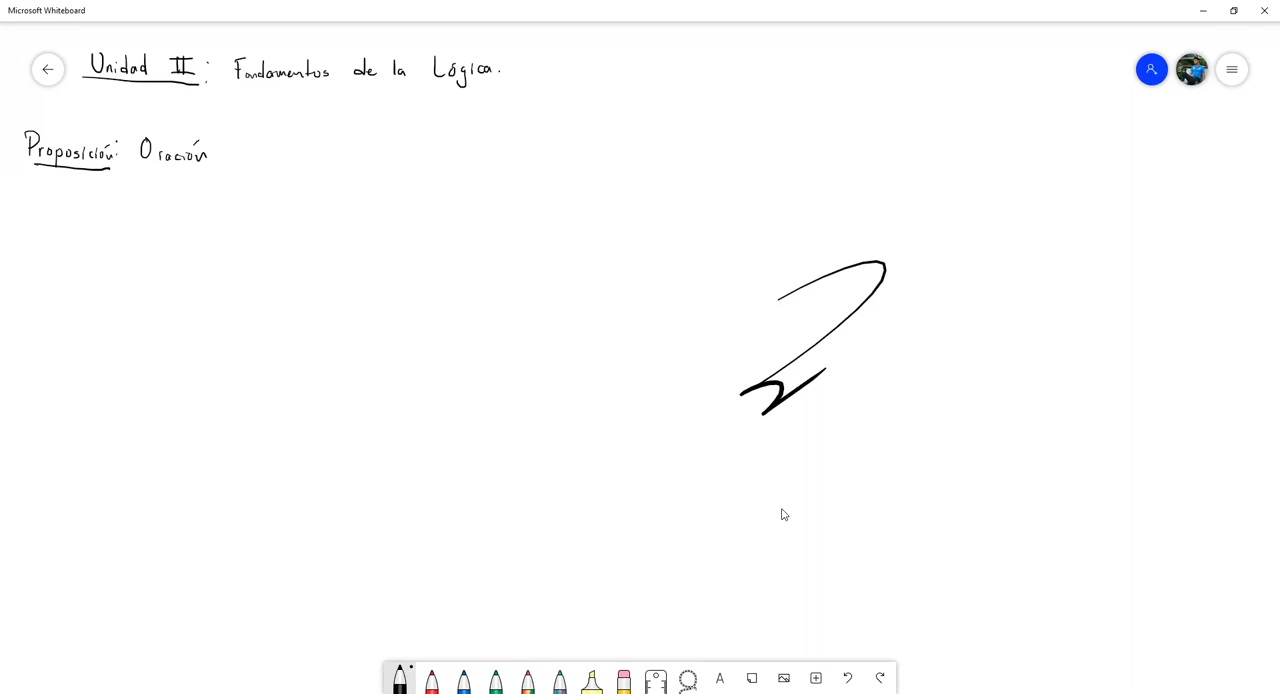 Microsoft Whiteboard
Unidad II: Fundamentos de la Lógica.
Proposición: Oración